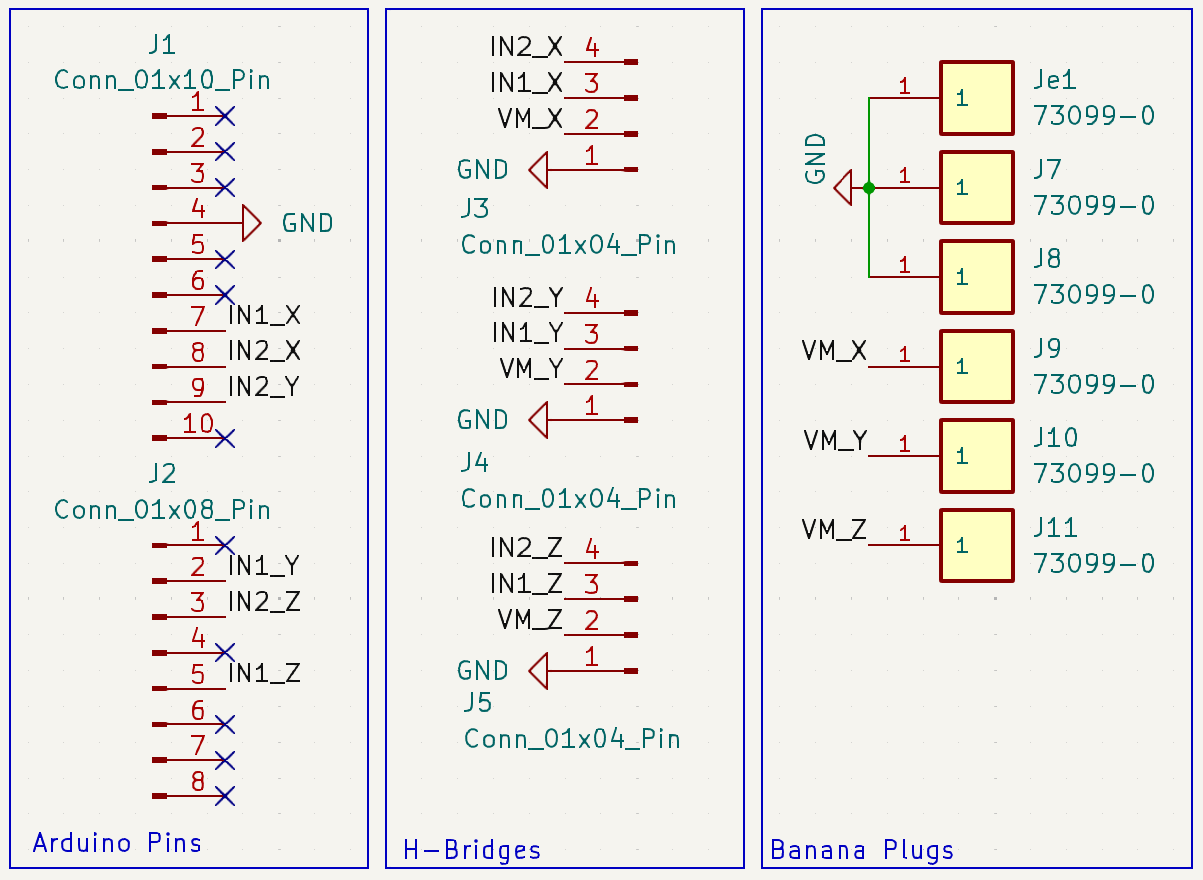 J1
Conn_01x10_Pin
1
2
3
4 GND
5
6
7 IN1_X
8 IN2_X
9 IN2_Y
10
J2
Conn_01x08_Pin
1
2 IN1_Y
3 IN2_Z
4
5 IN1_Z
6
7
8
Arduino Pins
IN2_X 4
IN1_X 3
VM_X 2
GND 1
J3
Conn_01x04_Pin
IN2_Y 4
IN1_Y 3
VM_Y 2
GND 1
J4
Conn_01x04_Pin
IN2_Z 4
IN1_Z 3
VM_Z 2
GND 1
J5
Conn_01x04_Pin
H-Bridges
GND
1 1 Je1
73099-0
1 1 J7
73099-0
1 1 J8
73099-0
VM_X 1 1 J9
73099-0
VM_Y 1 1 J10
73099-0
VM_Z 1 1 J11
73099-0
Banana Plugs